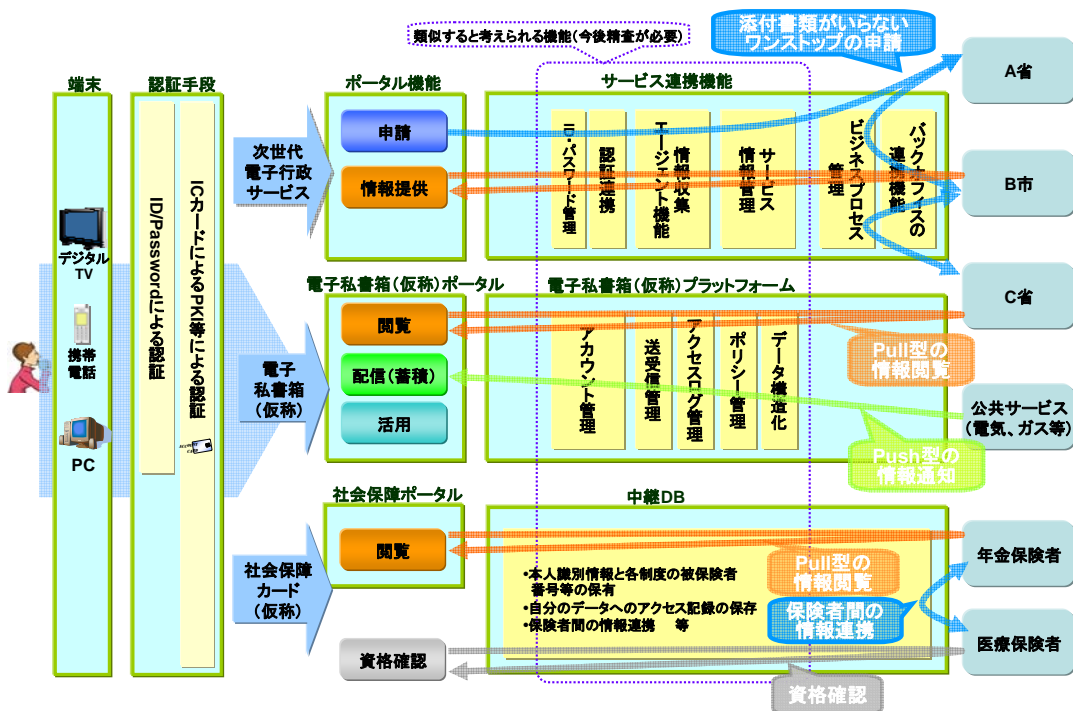 類似すると考えられる機能(今後精査が必要)
添付書類がいらない
ワンストップの申請
端末
認証手段
ポータル機能
サービス連携機能
A省
デジタル
TV
携帯
電話
PC
ID/Passwordによる認証
ICカードによるPKI等による認証
次世代
電子行政
サービス
申請
情報提供
ID・パスワード管理
認証連携
情報収集
エージェント機能
サービス
情報管理
ビジネスプロセス
管理
バックオフィスの
連携機能
B市
電子私書箱(仮称)ポータル
電子私書箱(仮称)プラットフォーム
C省
電子
私書箱
(仮称)
閲覧
配信(蓄積)
活用
アカウント管理
送受信管理
アクセスログ管理
ポリシー管理
データ構造化
Pull型の
情報閲覧
公共サービス
(電気、ガス等)
Push型の
情報通知
社会保障ポータル
中継DB
社会保障
カード
(仮称)
閲覧
資格確認
・本人識別情報と各制度の被保険者
番号等の保有
・自分のデータへのアクセス記録の保存
・保険者間の情報連携 等
Pull型の
情報閲覧
保険者間の
情報連携
年金保険者
医療保険者
資格確認